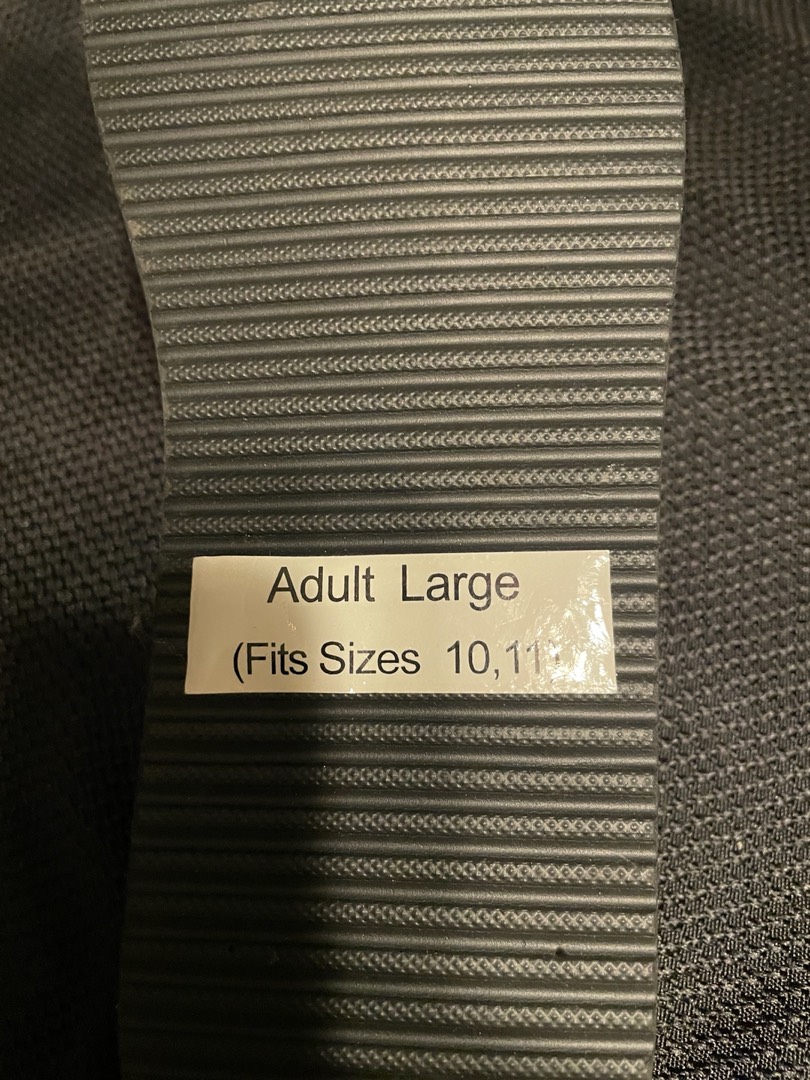 Adult Large
(Fits Sizes 10,11)